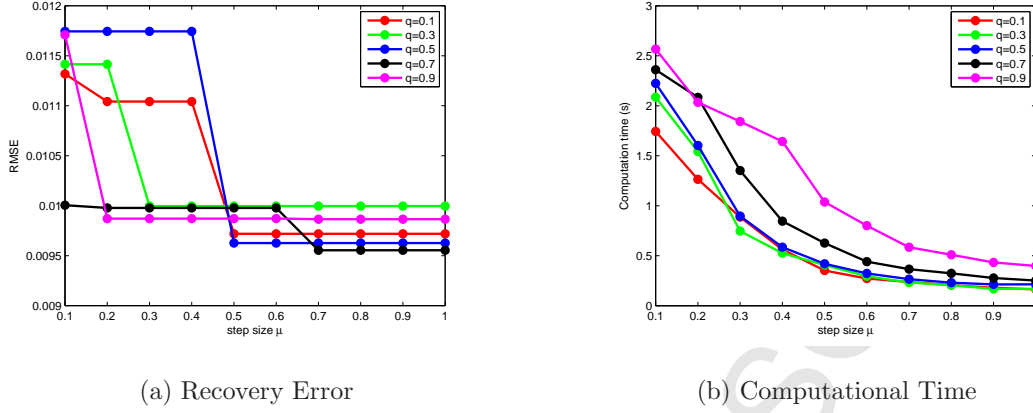 0.012
0.0115
0.011
0.0105
0.01
0.0095
0.009
RMSE
0.1 0.2 0.3 0.4 0.5 0.6 0.7 0.8 0.9 1
step size μ
q=0.1
q=0.3
q=0.5
q=0.7
q=0.9
(a) Recovery Error
3
2.5
2
1.5
1
0.5
0
Computation time (s)
0.1 0.2 0.3 0.4 0.5 0.6 0.7 0.8 0.9
step size μ
q=0.1
q=0.3
q=0.5
q=0.7
q=0.9
(b) Computational Time